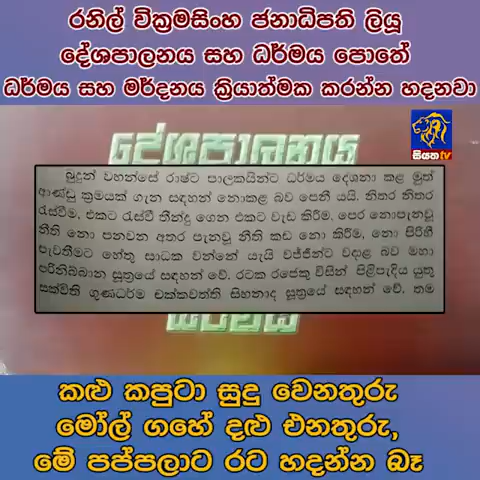 රනිල් වික්‍රමසිංහ ජනාධිපති ලියූ
දේශපාලනය සහ ධර්මය පොතේ
ධර්මය සහ මර්දනය ක්‍රියාත්මක කරන්න හදනවා
සියත tv
දේශපාලනය
බුදුන් වහන්සේ රාෂ්ට පාලකයින්ට ධර්මය දේශනා කළ මුත්
ආණ්ඩු ක්‍රමයක් ගැන සඳහන් නොකළ බව පෙනී යයි. නිතර නිතර
රැස්වීම, එකට රැස්වී තීන්දු ගෙන එකට වැඩ කිරීම, පෙර නොපැනවූ
නීති නො පනවන අතර පැනවූ නීති කඩ නො කිරීම, නො පිරිහී
පැවතීමට හේතු සාධක වන්නේ යැයි වජ්ජින්ට වදාළ බව මහා
පරිනිබ්බාන සූත්‍රයේ සඳහන් වේ. රටක රජෙකු විසින් පිළිපැදිය යුතු
සක්විති ගුණධර්ම චක්කවත්ති සිහනාද සූත්‍රයේ සඳහන් වේ. තම
කළු කපුටා සුදු වෙනතුරු
මෝල් ගහේ දළු එනතුරු,
මේ පප්පලාට රට හදන්න බෑ